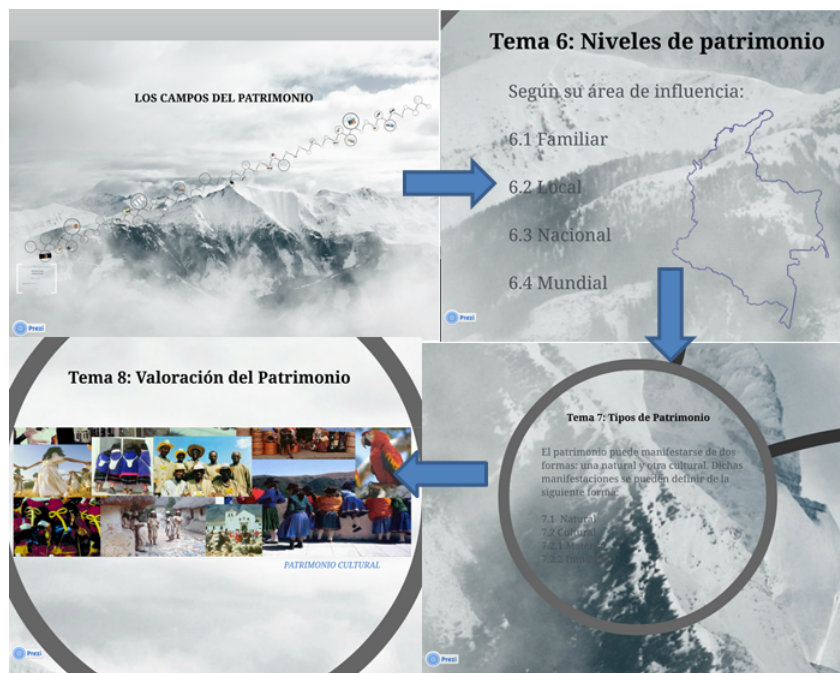 LOS CAMPOS DEL PATRIMONIO
Prezi
Tema 6: Niveles de patrimonio
Según su área de influencia:
6.1 Familiar
6.2 Local
6.3 Nacional
6.4 Mundial
Prezi
Tema 7: Tipos de Patrimonio
El patrimonio puede manifestarse de dos
formas: una natural y otra cultural. Dichas
manifestaciones se pueden definir de la
siguiente forma:
7.1 Natural
7.2 Cultural
7.2.1
Prezi
Tema 8: Valoración del Patrimonio
PATRIMONIO CULTURAL
Prezi